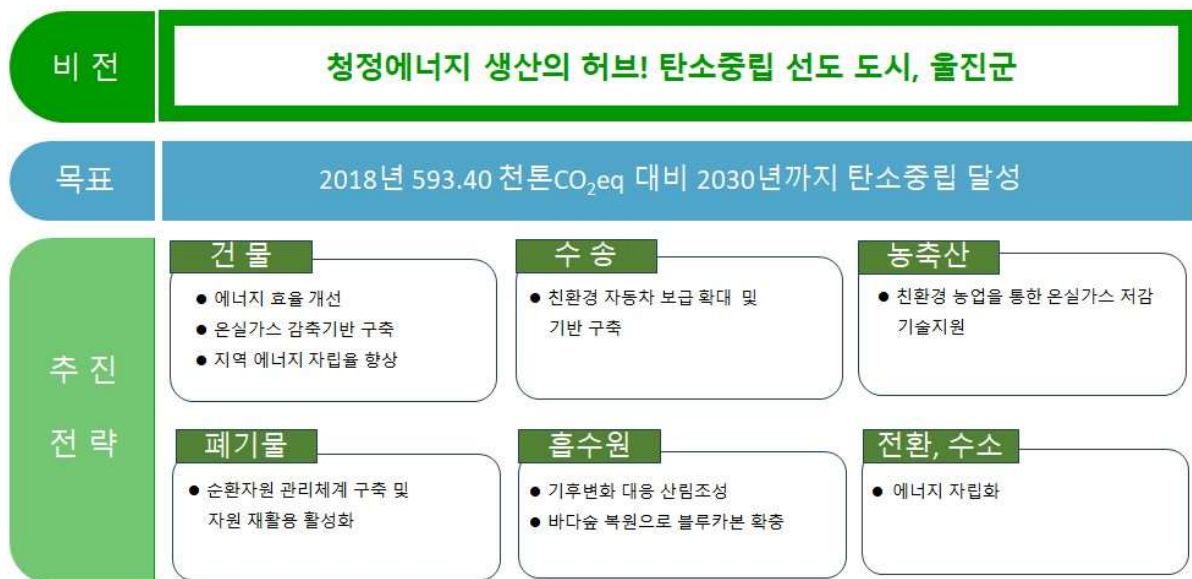 비 전
청정에너지 생산의 허브! 탄소중립 선도 도시, 울진군
목표
2018년 593.40 천톤CO₂eq 대비 2030년까지 탄소중립 달성
추 진
전 략
건 물
● 에너지 효율 개선
● 온실가스 감축기반 구축
● 지역 에너지 자립율 향상
수 송
● 친환경 자동차 보급 확대 및
기반 구축
농축산
● 친환경 농업을 통한 온실가스 저감
기술지원
폐기물
● 순환자원 관리체계 구축 및
자원 재활용 활성화
흡수원
● 기후변화 대응 산림조성
● 바다숲 복원으로 블루카본 확충
전환, 수소
● 에너지 자립화